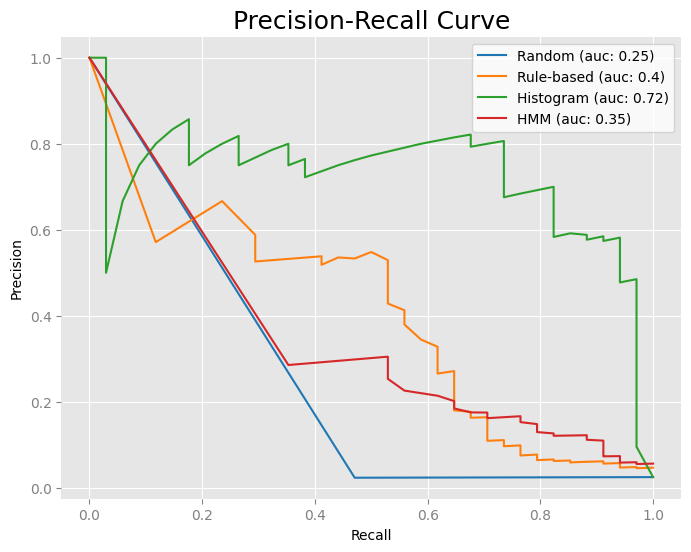 Precision-Recall Curve
Random (auc: 0.25)
Rule-based (auc: 0.4)
Histogram (auc: 0.72)
HMM (auc: 0.35)
Precision
1.0
0.8
0.6
0.4
0.2
0.0
0.0 0.2 0.4 0.6 0.8 1.0
Recall